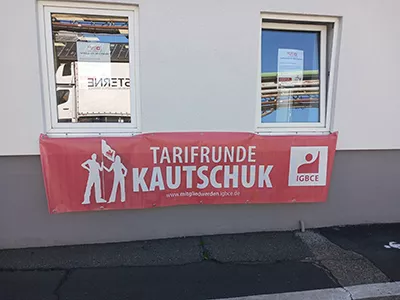 STERNE
TARIFRUNDE
KAUTSCHUK
www.mitgliedwerden.igbce.de
IGBCE